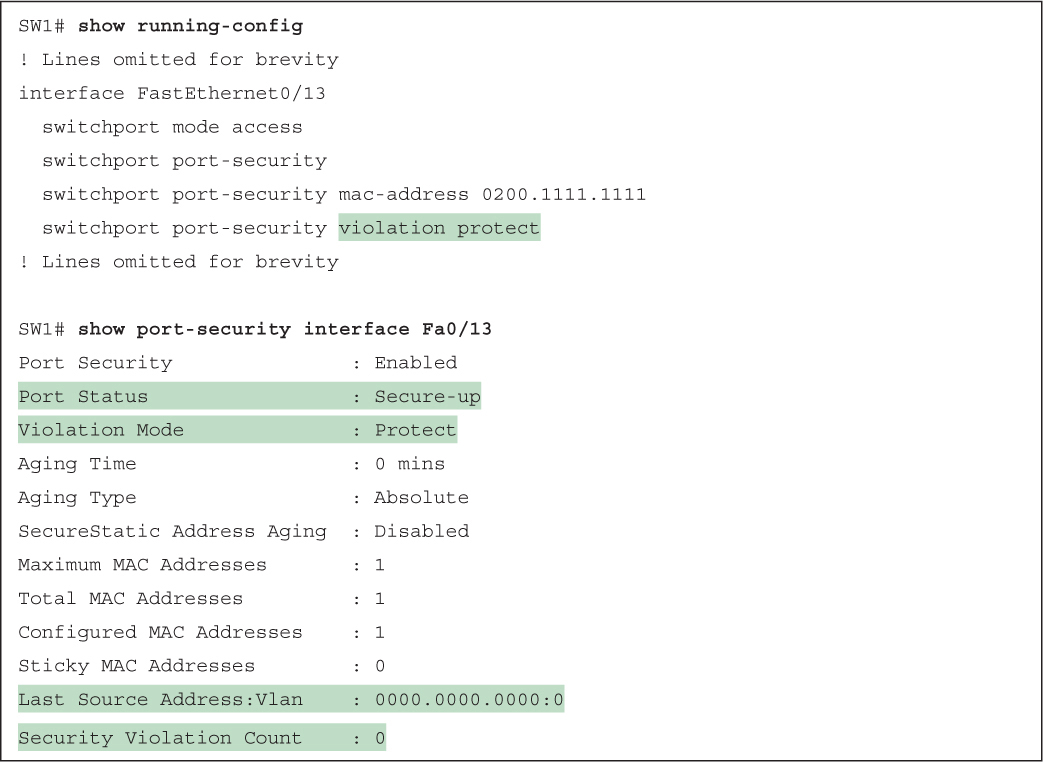 SW1# show running-config
! Lines omitted for brevity
interface FastEthernet0/13
  switchport mode access
  switchport port-security
  switchport port-security mac-address 0200.1111.1111
  switchport port-security violation protect
! Lines omitted for brevity

SW1# show port-security interface Fa0/13
Port Security               : Enabled
Port Status                 : Secure-up
Violation Mode              : Protect
Aging Time                  : 0 mins
Aging Type                  : Absolute
SecureStatic Address Aging  : Disabled
Maximum MAC Addresses       : 1
Total MAC Addresses         : 1
Configured MAC Addresses    : 1
Sticky MAC Addresses        : 0
Last Source Address:Vlan    : 0000.0000.0000:0
Security Violation Count    : 0